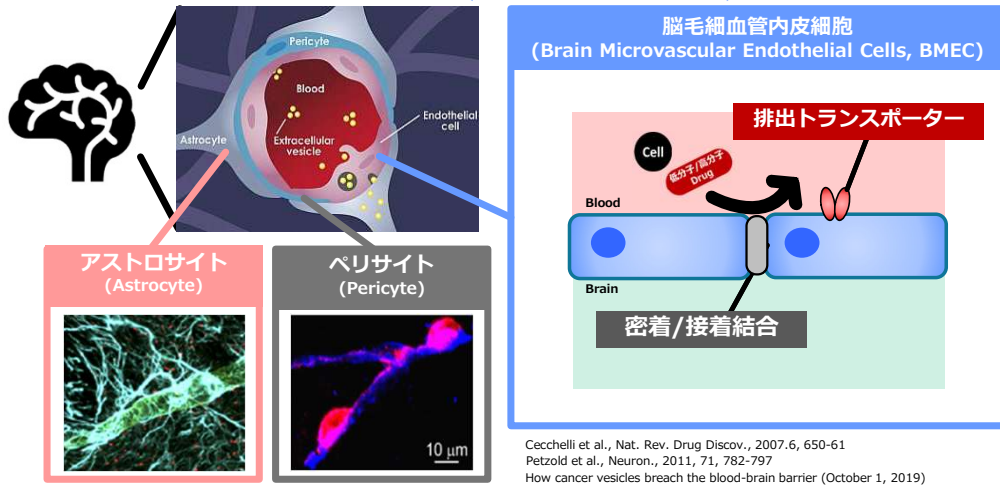 Pericyte
Blood
Endothelial
cell
Astrocyte
Extracellular
vesicle
アストロサイト
(Astrocyte)
ペリサイト
(Pericyte)
10 μm
脳毛細血管内皮細胞
(Brain Microvascular Endothelial Cells, BMEC)
排出トランスポーター
Cell
低分子/高分子
Drug
Blood
Brain
密着/接着結合
Cecchelli et al., Nat. Rev. Drug Discov., 2007.6, 650-61
Petzold et al., Neuron., 2011, 71, 782-797
How cancer vesicles breach the blood-brain barrier (October 1, 2019)